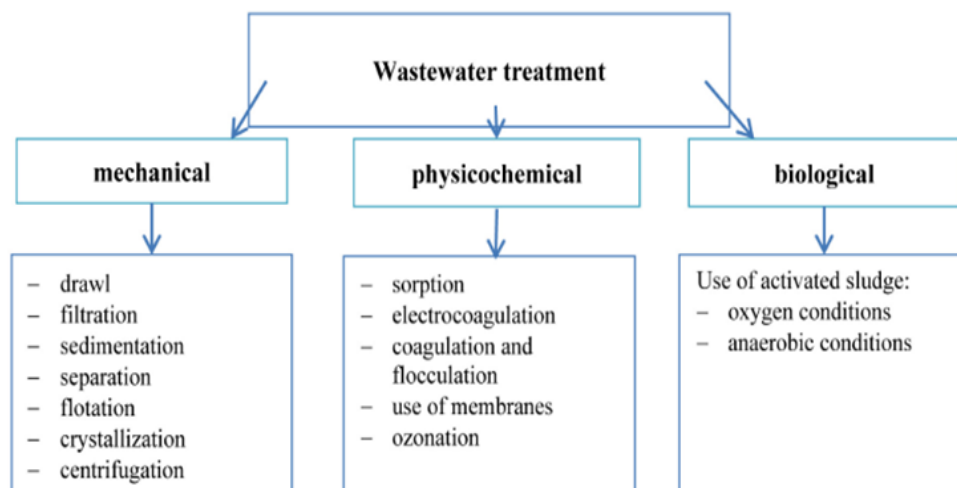 Wastewater treatment
mechanical
physicochemical
biological
– drawl
– filtration
– sedimentation
– separation
– flotation
– crystallization
– centrifugation
– sorption
– electrocoagulation
– coagulation and
flocculation
– use of membranes
– ozonation
Use of activated sludge:
– oxygen conditions
– anaerobic conditions